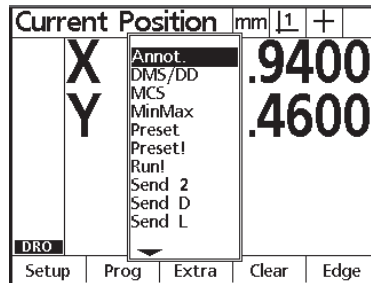 Current Position mm 1
X .9400
Y .4600
Annot.
DMS/DD
MCS
MinMax
Preset
Preset!
Run!
Send 2
Send D
Send L
DRO
Setup Prog Extra Clear Edge